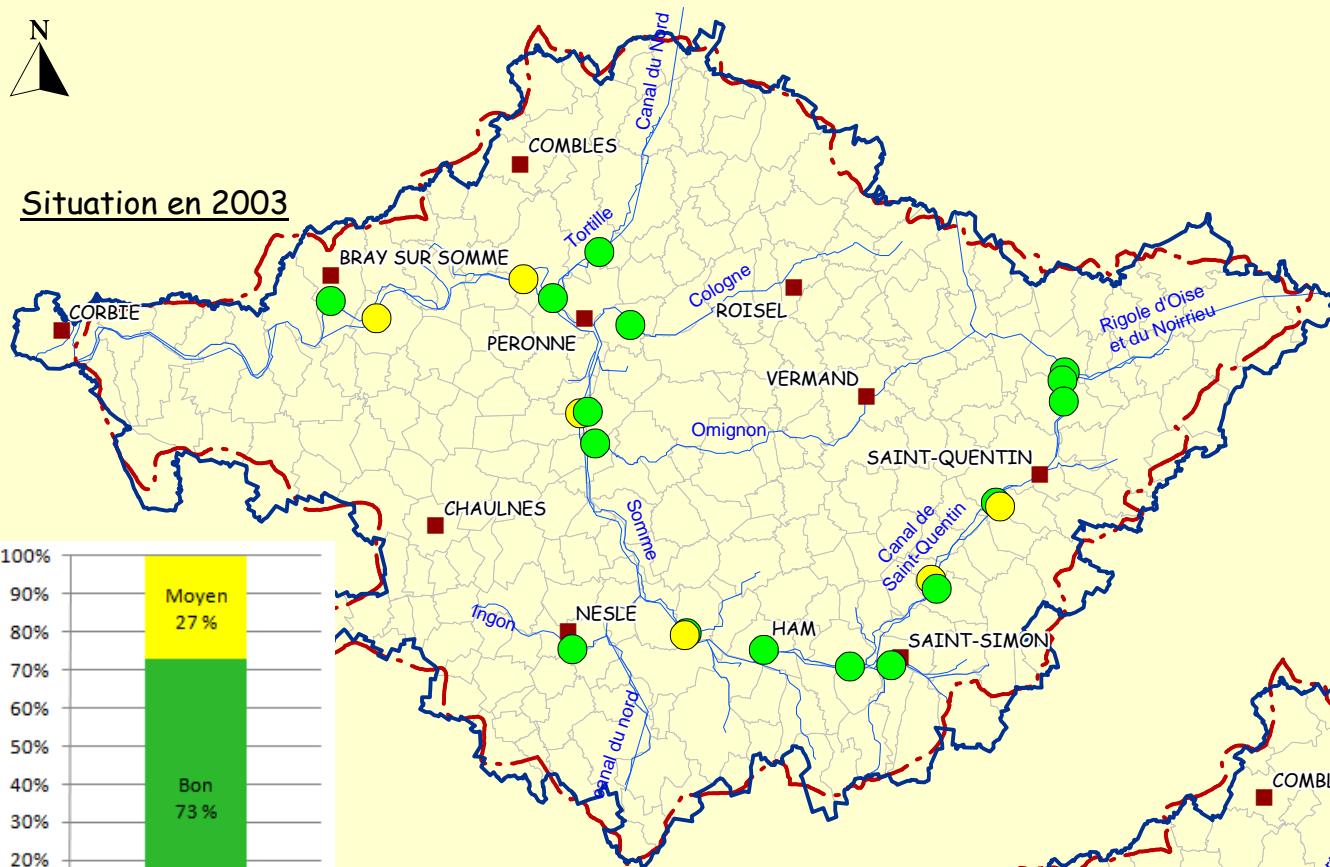 N
Canal du Nord
COMBLES
Situation en 2003
Tortille
BRAY SUR SOMME
Cologne
ROISEL
CORBIE
Rigole d'Oise
et du Noirrieu
PERONNE
VERMAND
Omignon
SAINT-QUENTIN
CHAULNES
Somme
Canal de
Saint-Quentin
100%
90%
80%
70%
60%
50%
40%
30%
20%
Moyen
27 %
Bon
73 %
Ingon
NESLE
HAM
SAINT-SIMON
anal du nord
COMBL